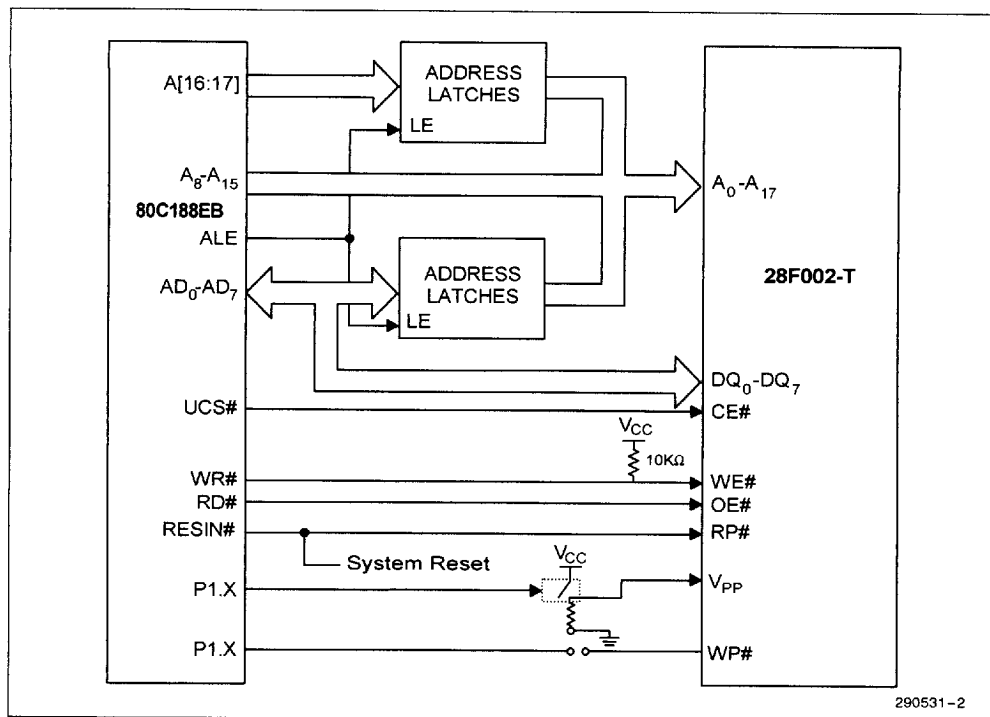 A[16:17]
ADDRESS
LATCHES
LE
A8-A15
A0-A17
80C188EB
ALE
ADDRESS
LATCHES
28F002-T
AD0-AD7
LE
DQ0-DQ7
UCS#
CE#
VCC
10KΩ
WR#
WE#
RD#
OE#
RESIN#
RP#
System Reset
VCC
P1.X
VPP
P1.X
WP#
290531-2